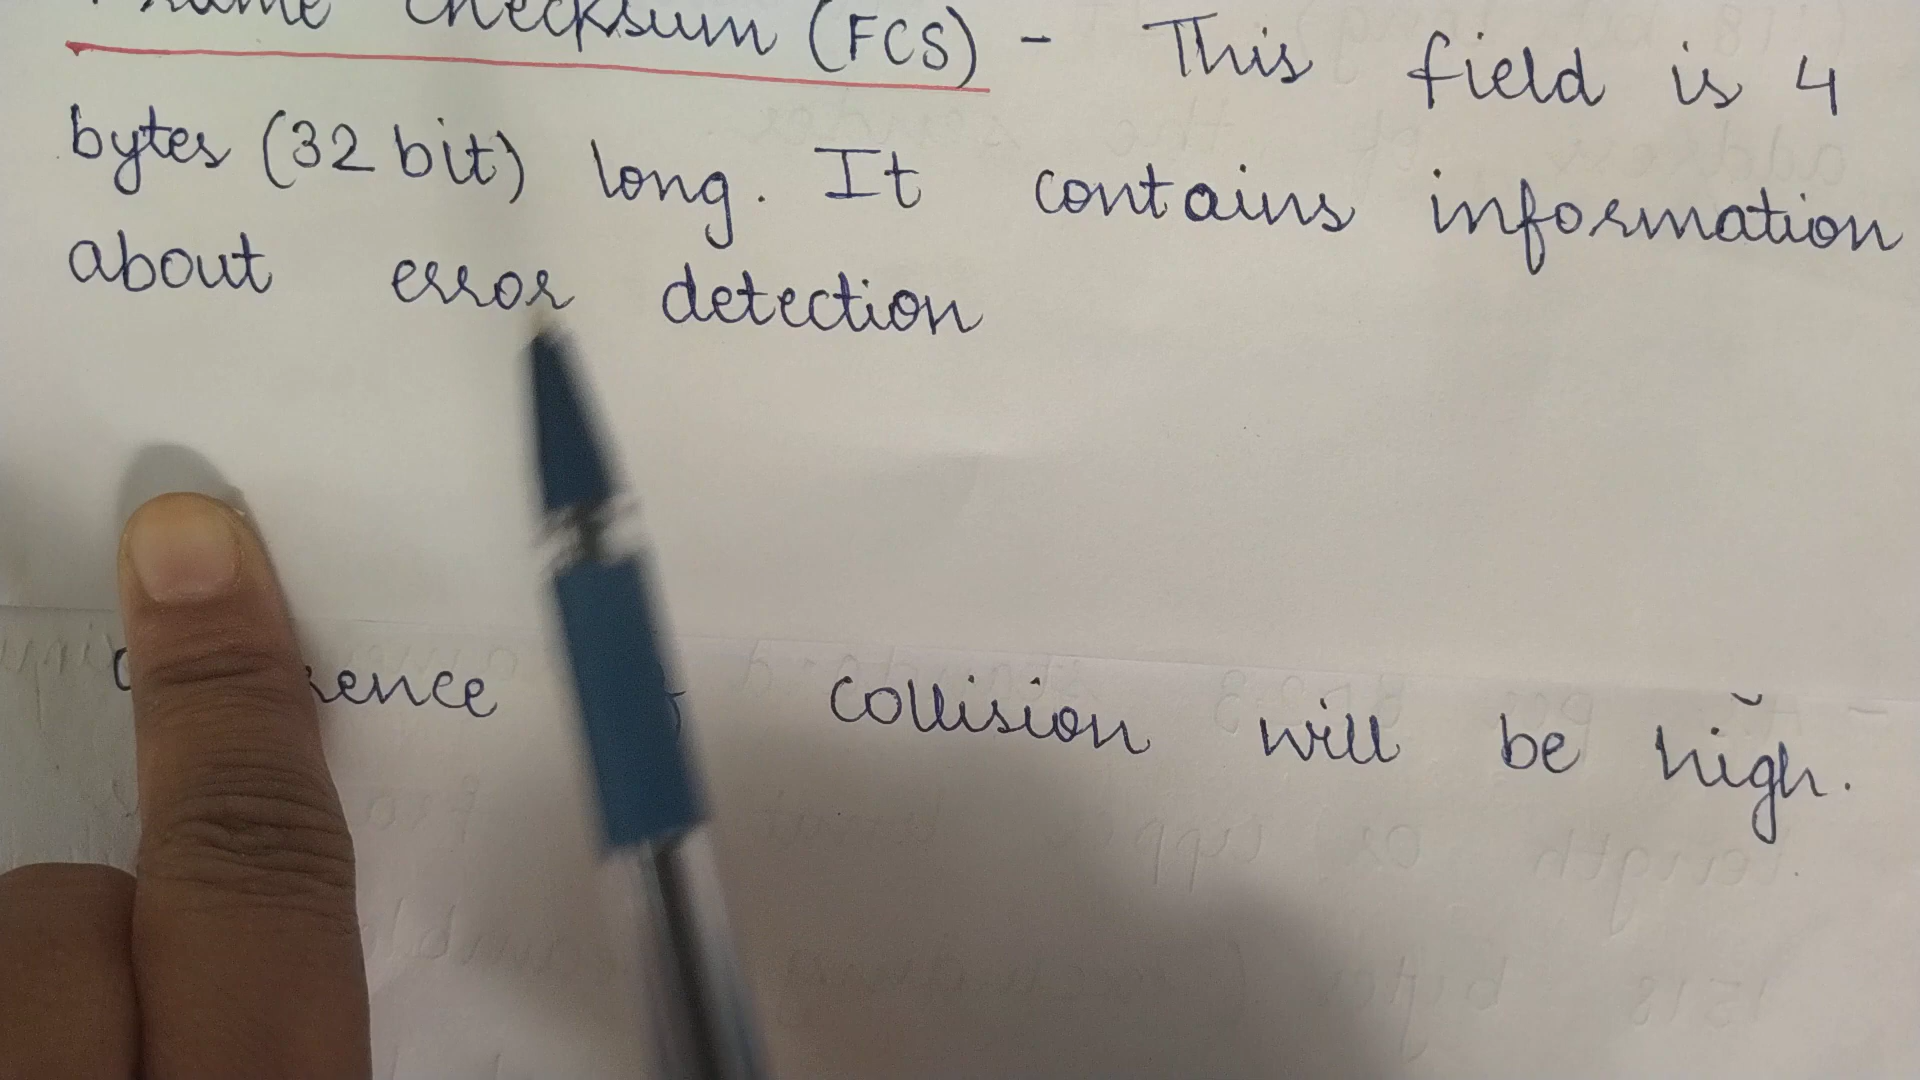 Frame Checksum (FCS) - This field is 4
bytes (32 bit) long. It contains information
about error detection
collision will be high.